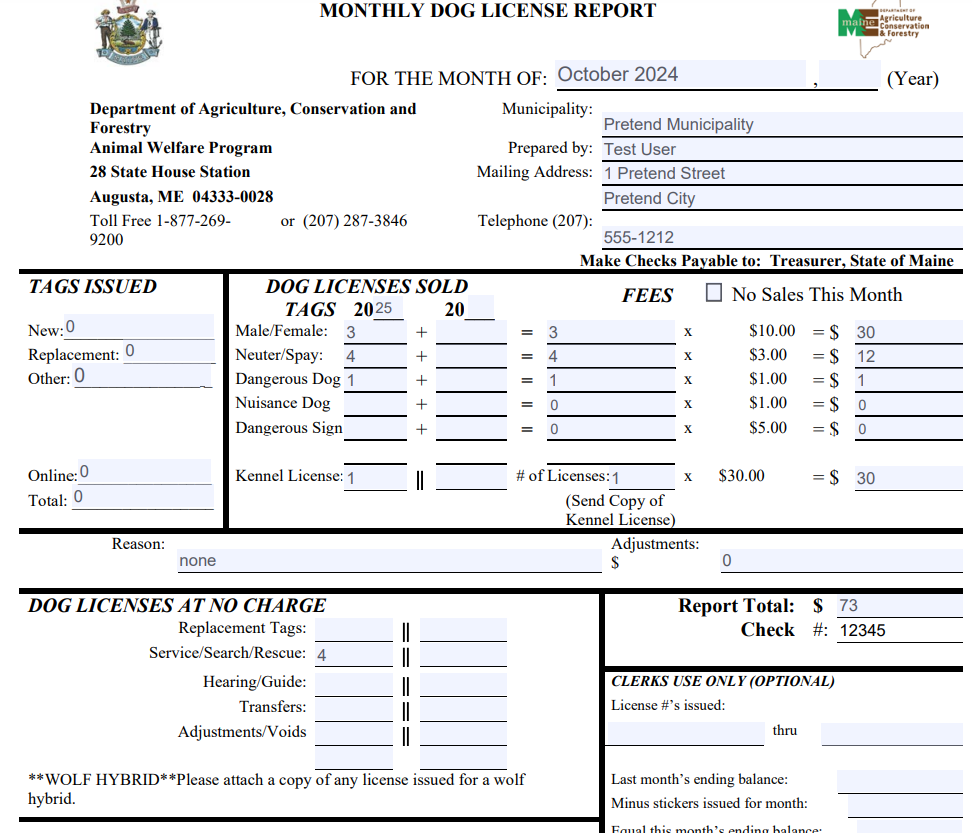 MONTHLY DOG LICENSE REPORT
DEPARTMENT OF
maine Agriculture
Conservation
& Forestry
FOR THE MONTH OF: October 2024 , (Year)
Department of Agriculture, Conservation and
Forestry
Animal Welfare Program
28 State House Station
Augusta, ME 04333-0028
Toll Free 1-877-269-
9200
or (207) 287-3846
Municipality: Pretend Municipality
Prepared by: Test User
Mailing Address: 1 Pretend Street
Pretend City
Telephone (207): 555-1212
Make Checks Payable to: Treasurer, State of Maine
TAGS ISSUED
New: 0
Replacement: 0
Other: 0
Online: 0
Total: 0
DOG LICENSES SOLD
TAGS 2025 20
FEES
No Sales This Month
Male/Female: 3 + = 3 x $10.00 = $ 30
Neuter/Spay: 4 + = 4 x $3.00 = $ 12
Dangerous Dog 1 + = 1 x $1.00 = $ 1
Nuisance Dog + = 0 x $1.00 = $ 0
Dangerous Sign + = 0 x $5.00 = $ 0
Kennel License: 1 || # of Licenses: 1 x $30.00 = $ 30
(Send Copy of
Kennel License)
Reason: none
Adjustments:
$ 0
DOG LICENSES AT NO CHARGE
Replacement Tags: ||
Service/Search/Rescue: 4 ||
Hearing/Guide: ||
Transfers: ||
Adjustments/Voids ||
**WOLF HYBRID**Please attach a copy of any license issued for a wolf
hybrid.
Report Total: $ 73
Check #: 12345
CLERKS USE ONLY (OPTIONAL)
License #'s issued:
thru
Last month's ending balance:
Minus stickers issued for month:
Equal this month's ending balance: